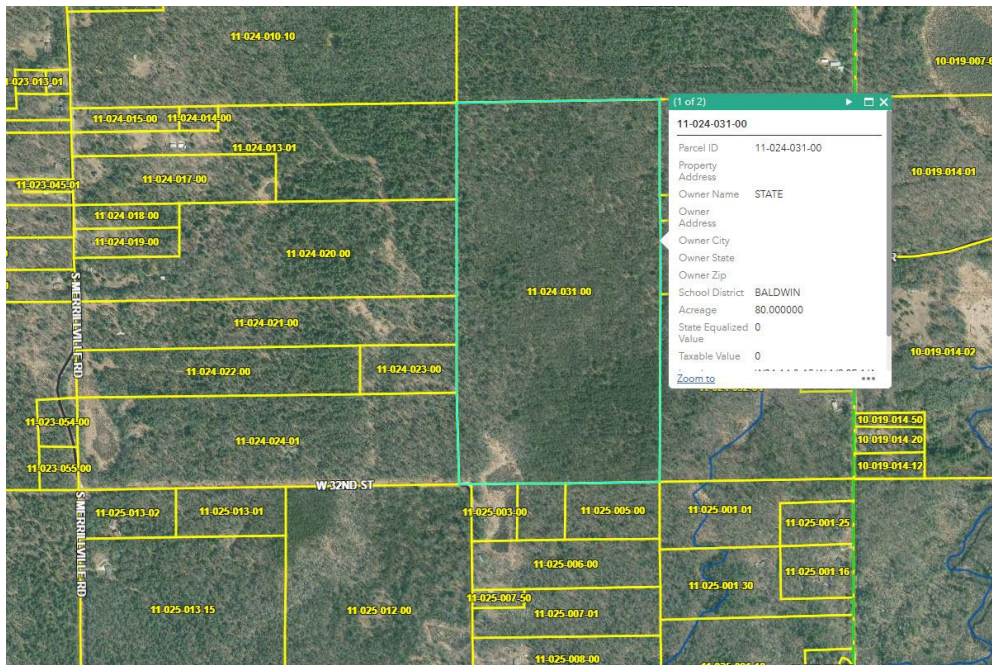 11-024-010-10
11-024-015-00
11-024-014-00
11-024-013-01
11-024-017-00
11-023-045-01
11-024-018-00
11-024-019-00
11-024-020-00
11-024-021-00
11-024-022-00
11-024-023-00
11-023-054-00
11-024-024-01
11-023-055-00
S MERRILLVILLE-RD
W 32ND ST
S MERRILLVILLE-RD
11-025-013-02
11-025-013-01
11-025-013-15
11-025-012-00
11-024-031-00
(1 of 2)
11-024-031-00
Parcel ID 11-024-031-00
Property
Address
Owner Name STATE
Owner
Address
Owner City
Owner State
Owner Zip
School District BALDWIN
Acreage 80.000000
State Equalized 0
Value
Taxable Value 0
Zoom to
10-019-014-01
10-019-014-02
10-019-014-50
10-019-014-20
10-019-014-12
11-025-003-00
11-025-005-00
11-025-006-00
11-025-007-50
11-025-007-01
11-025-008-00
11-025-001-01
11-025-001-25
11-025-001-16
11-025-001-30